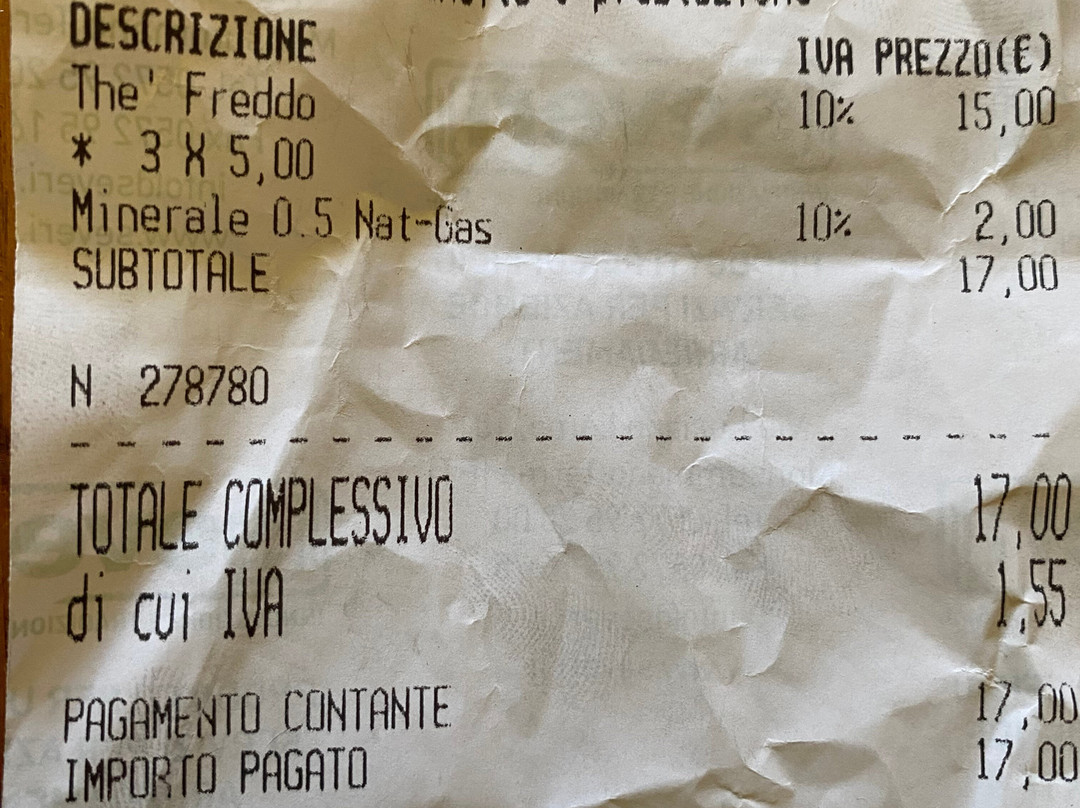 DESCRIZIONE IVA PREZZO(€)
The' Freddo 10% 15,00
* 3 X 5,00
Minerale 0.5 Nat-Gas 10% 2,00
SUBTOTALE 17,00
N 278780
TOTALE COMPLESSIVO 17,00
di cui IVA 1,55
PAGAMENTO CONTANTE 17,00
IMPORTO PAGATO 17,00